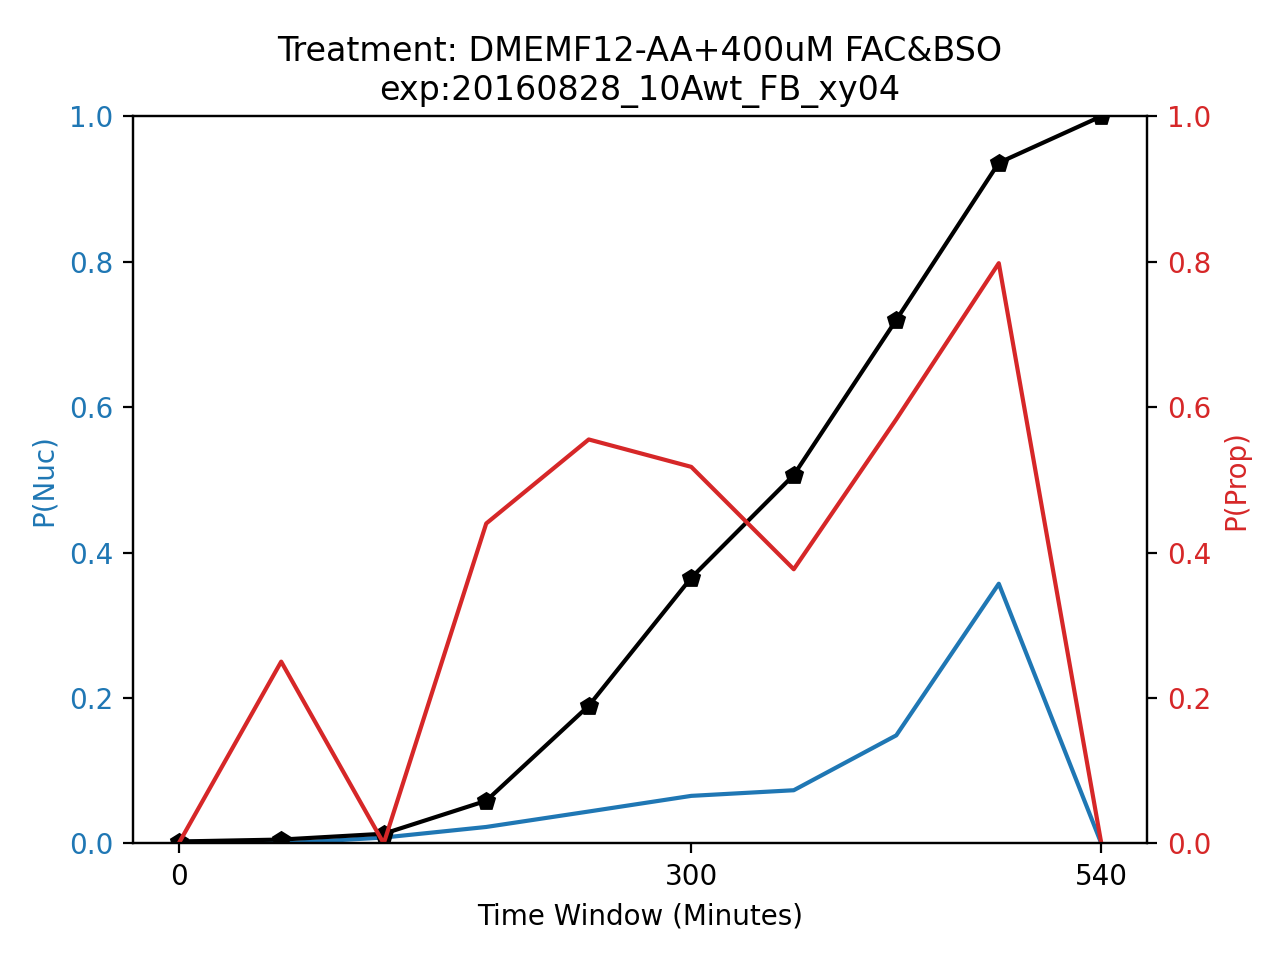 Treatment: DMEMF12-AA+400uM FAC&BSO
exp:20160828_10Awt_FB_xy04
1.0
0.8
0.6
0.4
0.2
0.0
P(Nuc)
1.0
0.8
0.6
0.4
0.2
0.0
P(Prop)
0 300 540
Time Window (Minutes)